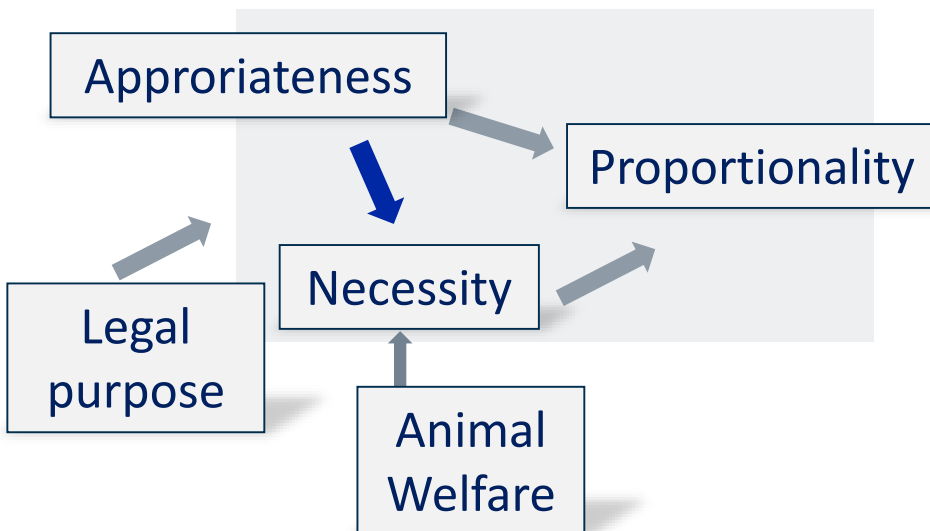 Approriateness
Proportionality
Necessity
Legal
purpose
Animal
Welfare